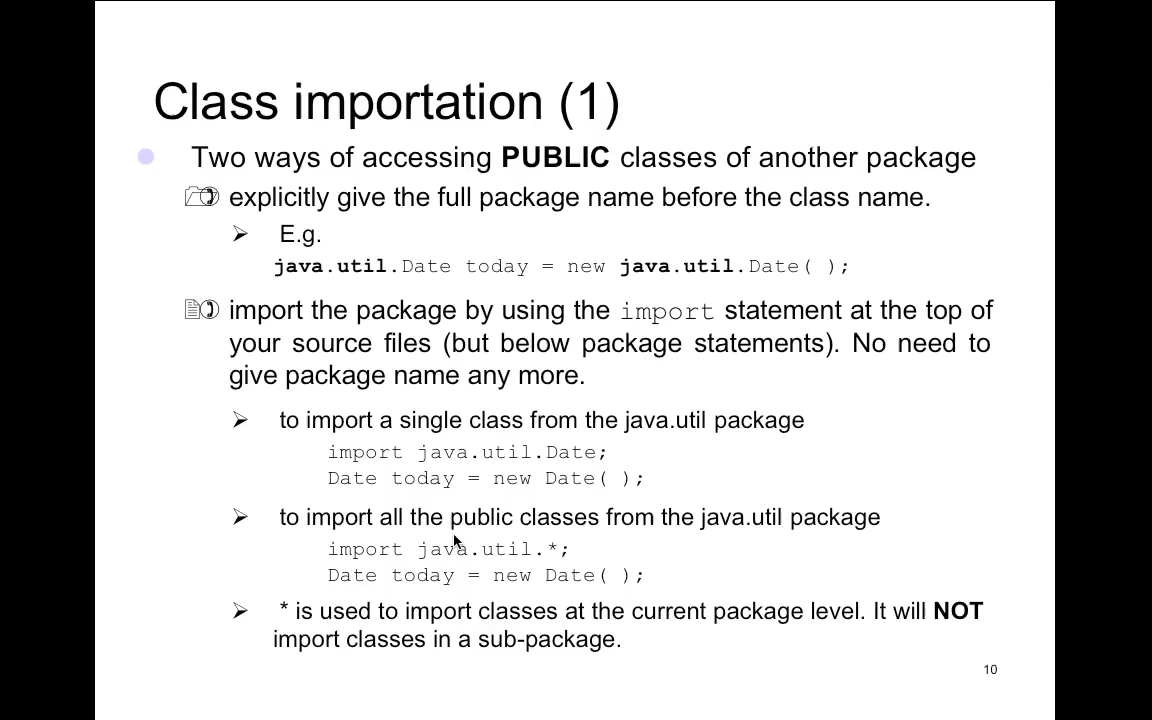 Class importation (1)
Two ways of accessing PUBLIC classes of another package
explicitly give the full package name before the class name.
E.g.
java.util.Date today = new java.util.Date( );
import the package by using the import statement at the top of
your source files (but below package statements). No need to
give package name any more.
to import a single class from the java.util package
import java.util.Date;
Date today = new Date( );
to import all the public classes from the java.util package
import java.util.*;
Date today = new Date( );
* is used to import classes at the current package level. It will NOT
import classes in a sub-package.
10